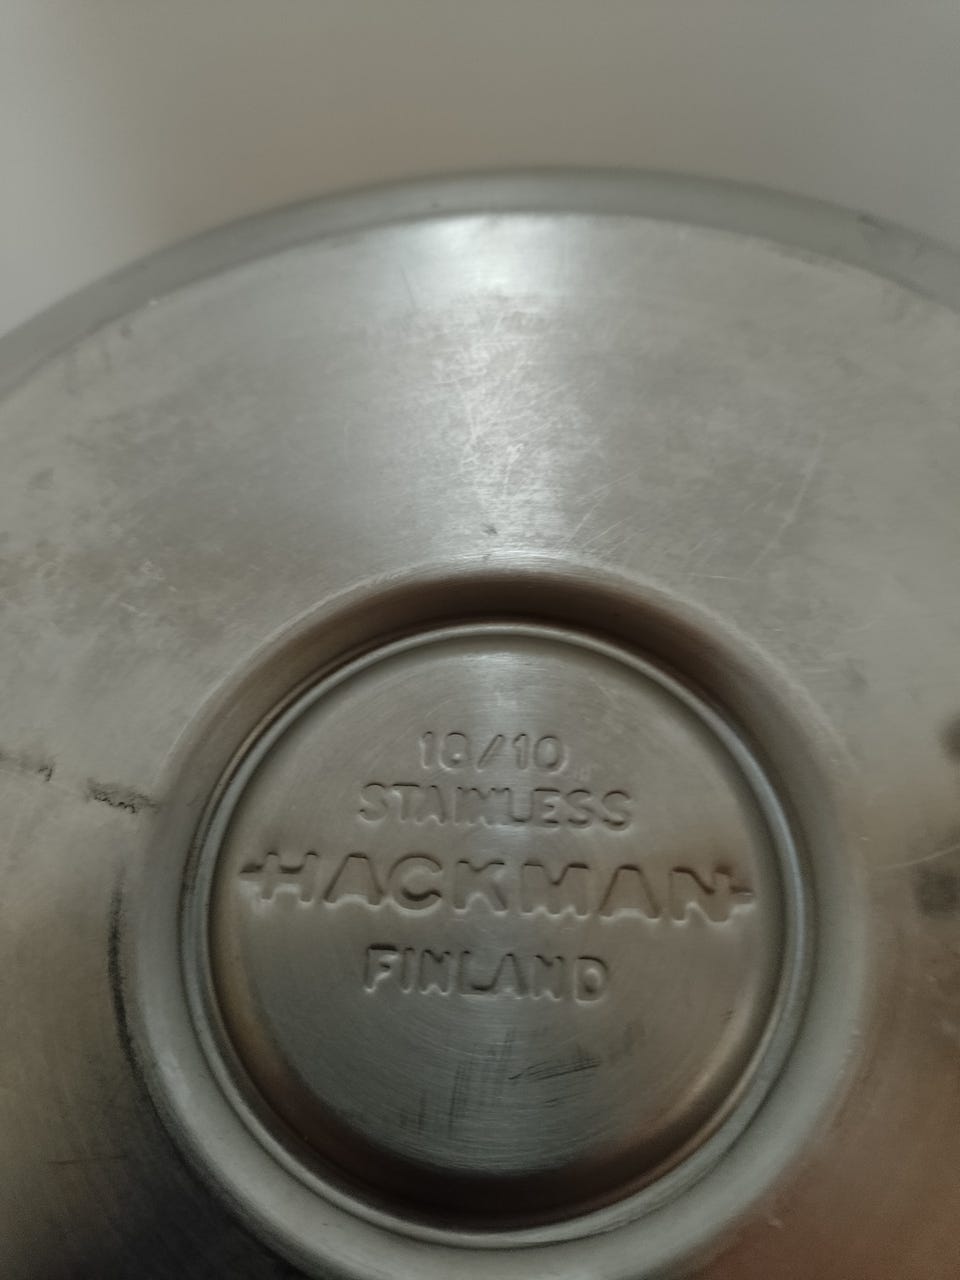 18/10
STAINLESS
HACKMAN
FINLAND